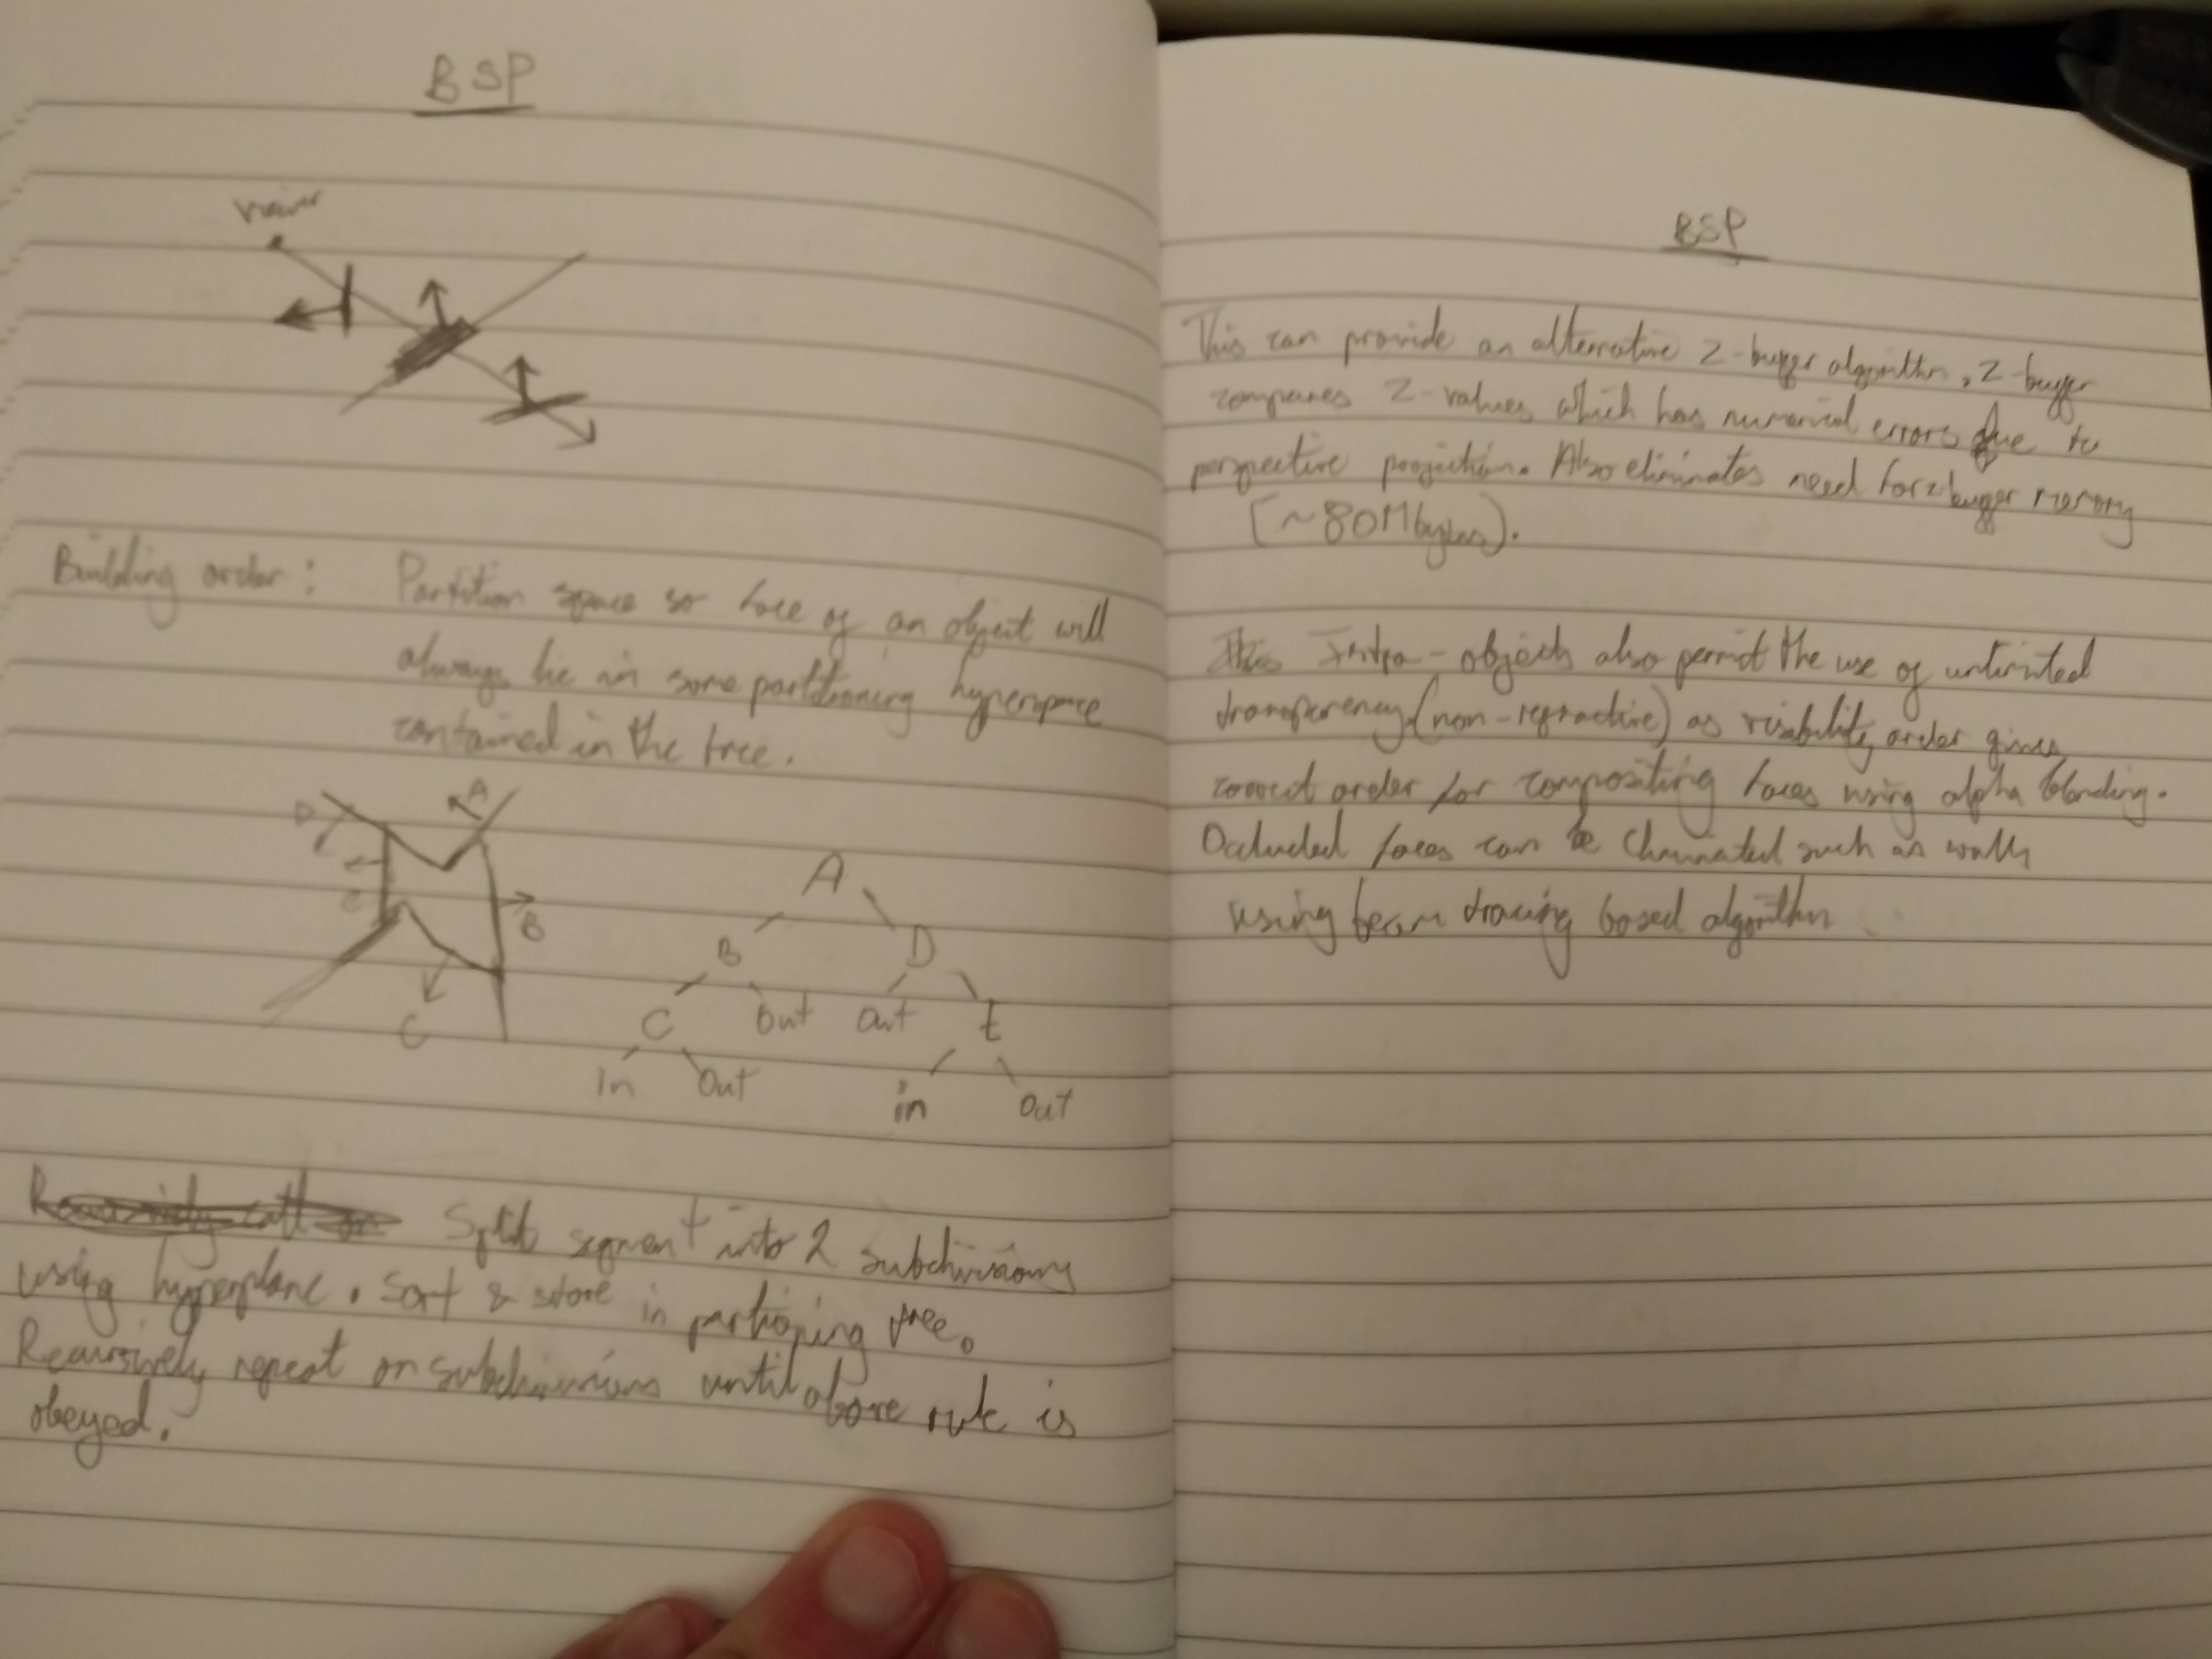 BSP
viewer
Building order: Partition space so face of an object will
always lie in some partitioning hyperspace
contained in the tree.
D
A
C
B
C
A
B
D
C
out
out
E
in
out
in
out
Split segment into 2 subdivisions
using hyperplane. Sort & store in partioning tree.
Recursively repeat on subdivisions until above rule is
obeyed.
BSP
This can provide an alternative z-buffer algorithm, z-buffer
compares z-values which has numerical errors due to
perspective projection. Also eliminates need for z buffer memory
(~80Mbytes).
Intra-objects also permit the use of unlimited
transparency (non-refractive) as visibility order gives
correct order for compositing faces using alpha blending.
Occluded faces can be eliminated such as walls
using beam tracing based algorithm